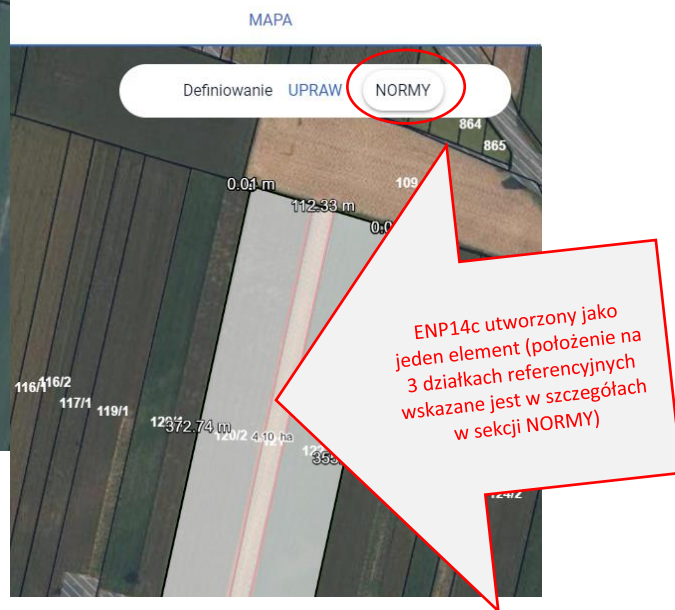 MAPA
Definiowanie UPRAW NORMY
864
865
109
0.01 m
112.33 m
ENP14c utworzony jako
jeden element (położenie na
3 działkach referencyjnych
wskazane jest w szczegółach
w sekcji NORMY)
116/2
117/1
119/1
372.74 m
120/2
4.10 ha